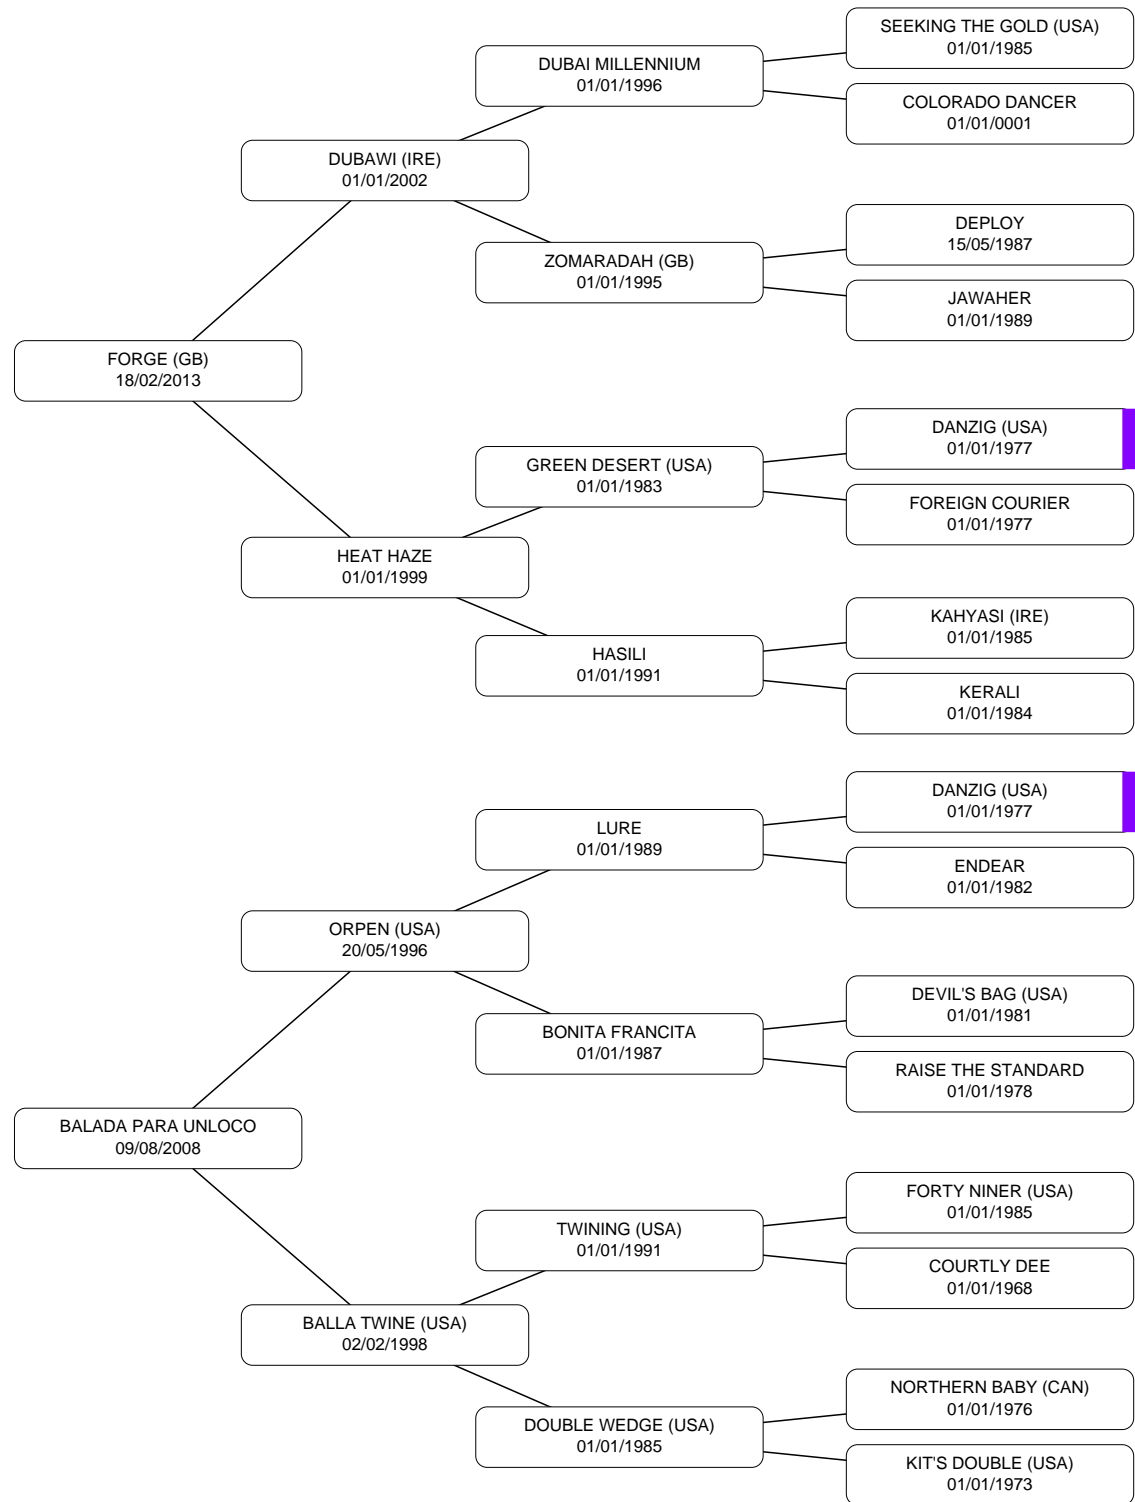 SEEKING THE GOLD (USA)
01/01/1985
DUBAI MILLENNIUM
01/01/1996
COLORADO DANCER
01/01/0001
DUBAWI (IRE)
01/01/2002
DEPLOY
15/05/1987
ZOMARADAH (GB)
01/01/1995
JAWAHER
01/01/1989
FORGE (GB)
18/02/2013
DANZIG (USA)
01/01/1977
GREEN DESERT (USA)
01/01/1983
FOREIGN COURIER
01/01/1977
HEAT HAZE
01/01/1999
KAHYASI (IRE)
01/01/1985
HASILI
01/01/1991
KERALI
01/01/1984
DANZIG (USA)
01/01/1977
LURE
01/01/1989
ENDEAR
01/01/1982
ORPEN (USA)
20/05/1996
DEVIL'S BAG (USA)
01/01/1981
BONITA FRANCITA
01/01/1987
RAISE THE STANDARD
01/01/1978
BALADA PARA UNLOCO
09/08/2008
FORTY NINER (USA)
01/01/1985
TWINING (USA)
01/01/1991
COURTLY DEE
01/01/1968
BALLA TWINE (USA)
02/02/1998
NORTHERN BABY (CAN)
01/01/1976
DOUBLE WEDGE (USA)
01/01/1985
KIT'S DOUBLE (USA)
01/01/1973